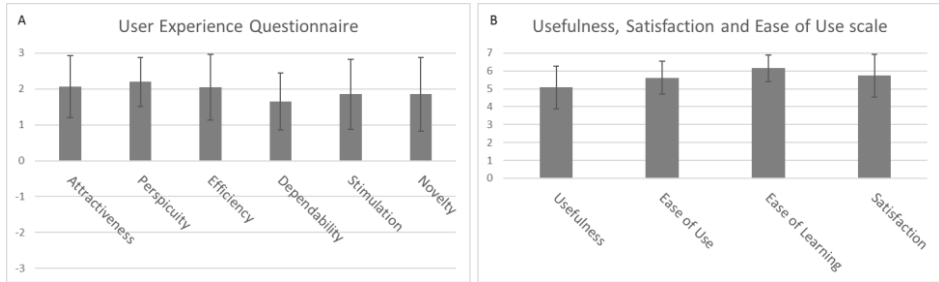 A
User Experience Questionnaire
3
2
1
0
-1
-2
-3
Attractiveness
Perspicuity
Efficiency
Dependability
Stimulation
Novelty
B
Usefulness, Satisfaction and Ease of Use scale
7
6
5
4
3
2
1
0
Usefulness
Ease of Use
Ease of Learning
Satisfaction